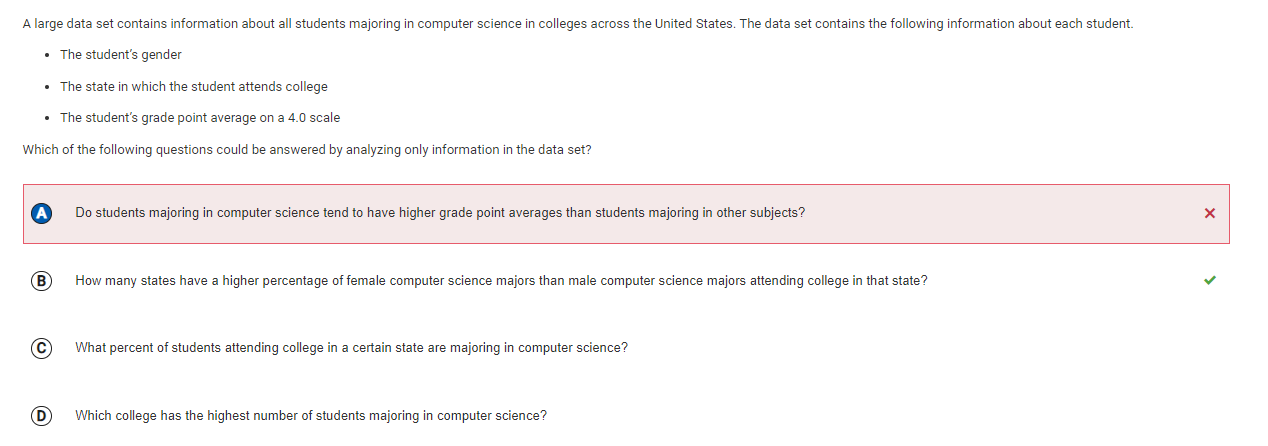 A large data set contains information about all students majoring in computer science in colleges across the United States. The data set contains the following information about each student.
• The student's gender
• The state in which the student attends college
• The student's grade point average on a 4.0 scale
Which of the following questions could be answered by analyzing only information in the data set?
A Do students majoring in computer science tend to have higher grade point averages than students majoring in other subjects?
B How many states have a higher percentage of female computer science majors than male computer science majors attending college in that state?
C What percent of students attending college in a certain state are majoring in computer science?
D Which college has the highest number of students majoring in computer science?